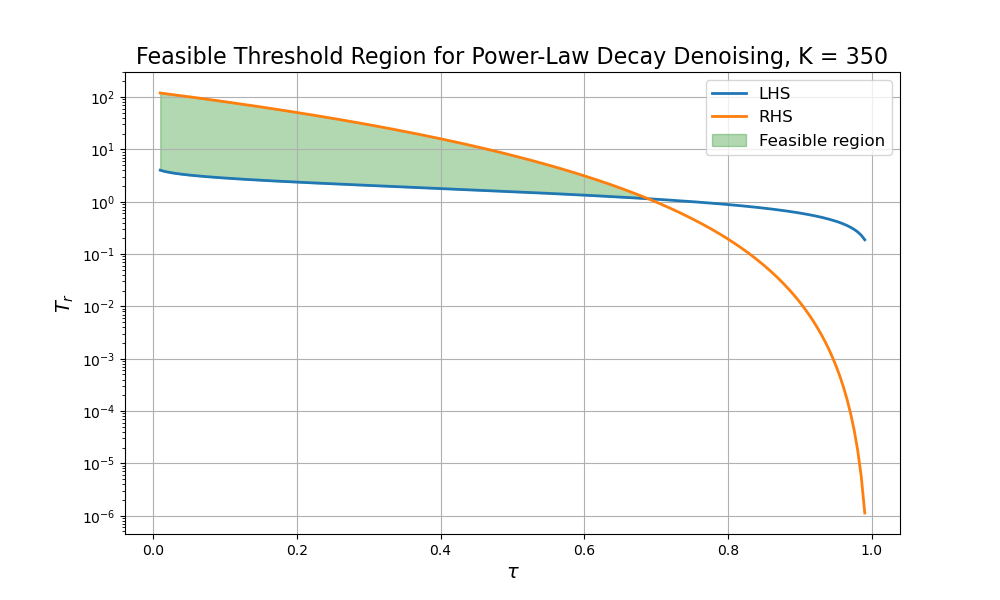 Feasible Threshold Region for Power-Law Decay Denoising, K = 350
LHS
RHS
Feasible region
10²
10¹
10⁰
10⁻¹
10⁻²
10⁻³
10⁻⁴
10⁻⁵
10⁻⁶
Tᵣ
0.0 0.2 0.4 0.6 0.8 1.0
τ